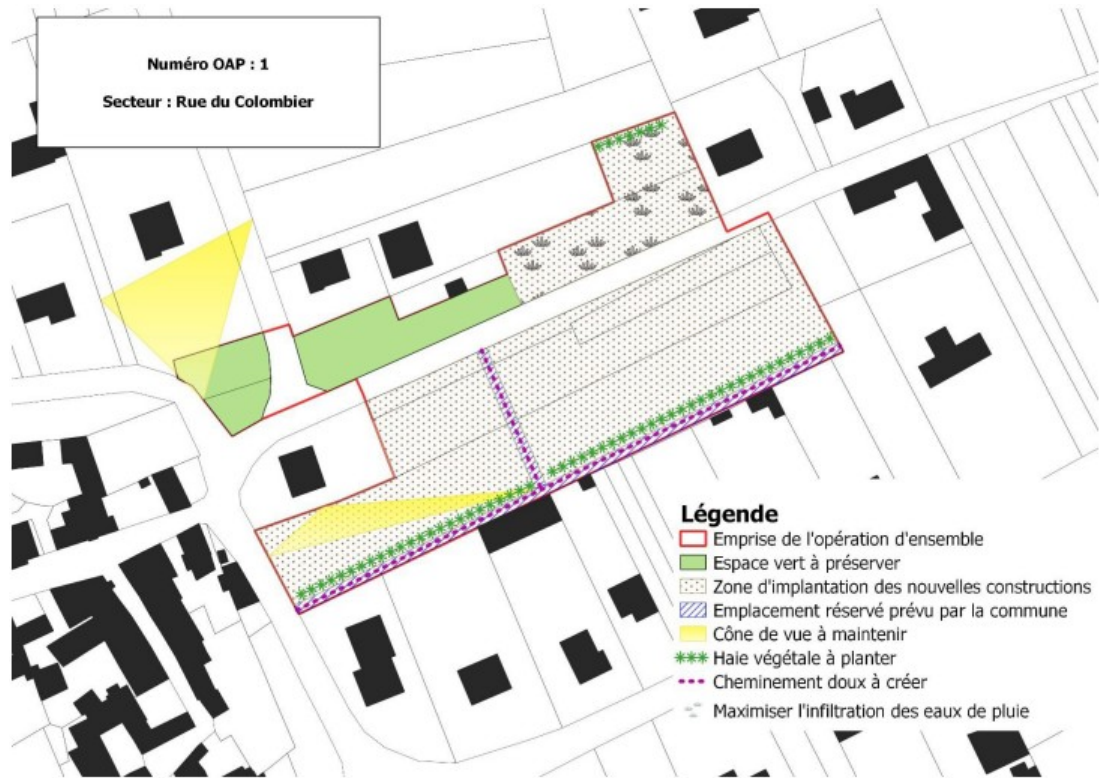 Numéro OAP : 1
Secteur : Rue du Colombier
Légende
Emprise de l'opération d'ensemble
Espace vert à préserver
Zone d'implantation des nouvelles constructions
Emplacement réservé prévu par la commune
Cône de vue à maintenir
Haie végétale à planter
Cheminement doux à créer
Maximiser l'infiltration des eaux de pluie